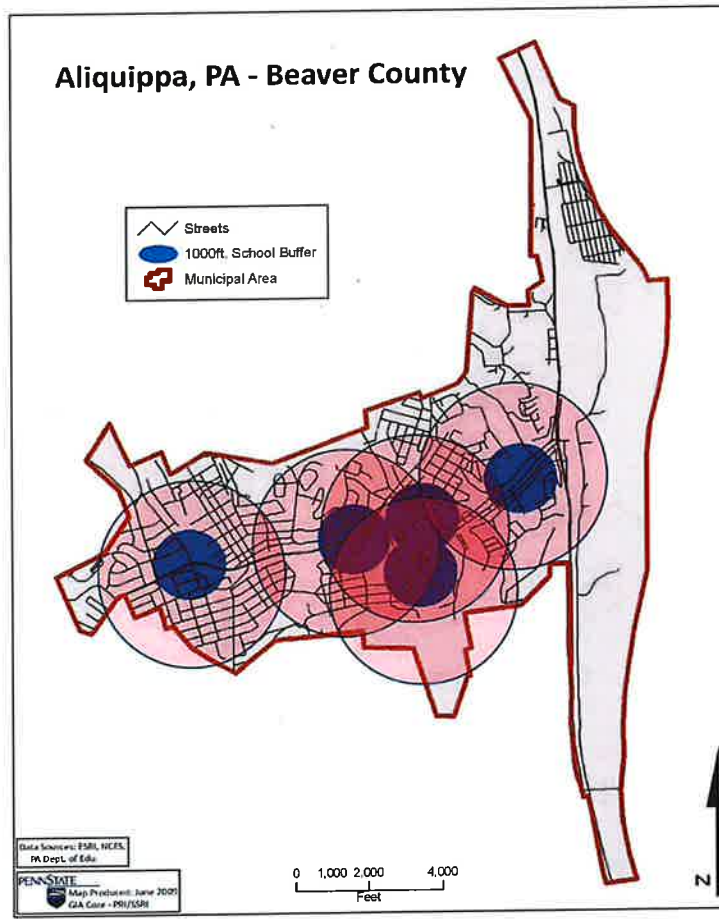 Aliquippa, PA - Beaver County
Streets
1000ft. School Buffer
Municipal Area
Data Sources: ESRI, NCES,
PA Dept. of Edu.
PENNSTATE
Map Produced: June 2009
GIA Core - PRI/SSRI
0 1,000 2,000 4,000
Feet
N